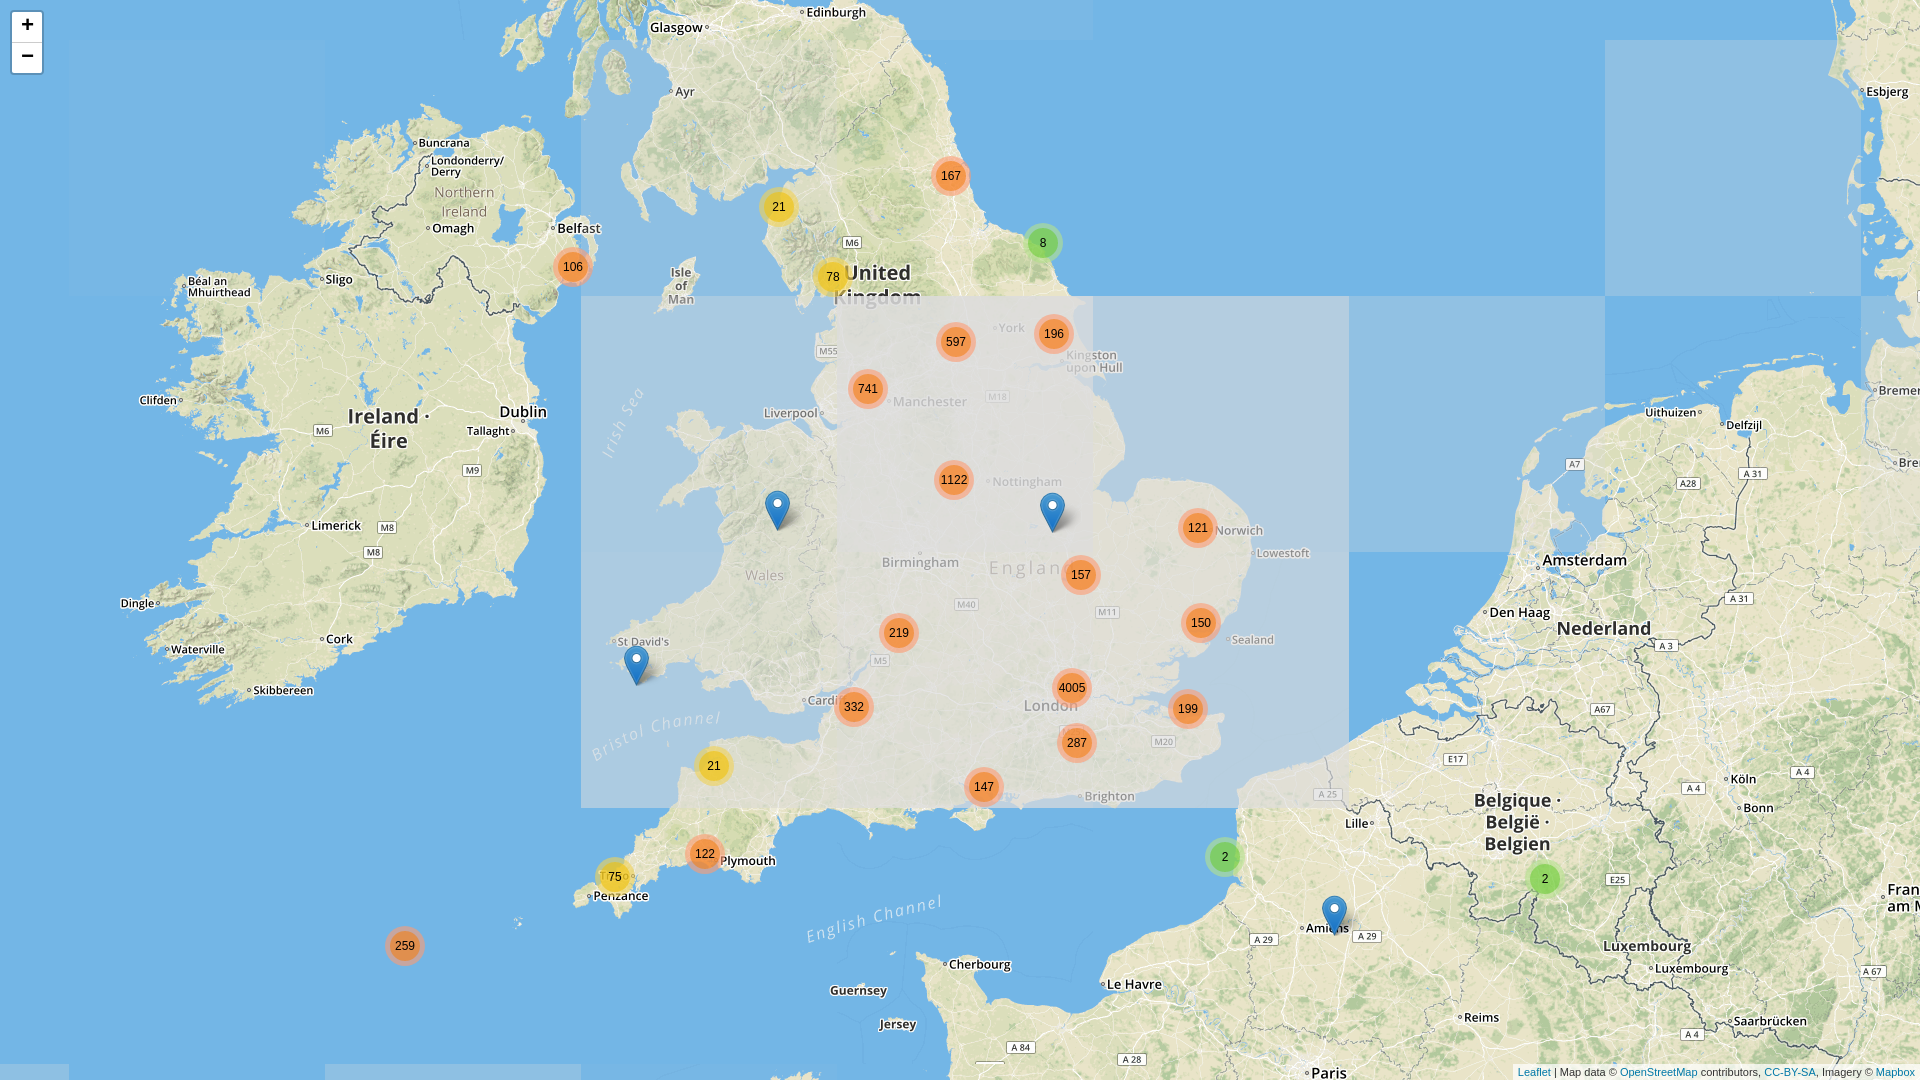 +
−
Edinburgh
Glasgow
Ayr
Esbjerg
Buncrana
Londonderry/
Derry
Northern
Ireland
Omagh
Belfast
167
21
8
M6
106
78
United
Kingdom
Isle
of
Man
Béal an
Mhuirthead
Sligo
York
196
597
M55
Kingston
upon Hull
741
Manchester
M18
Clifden
Liverpool
Irish Sea
Ireland ·
Éire
Dublin
Tallaght
M6
M9
Uithuizen
Delfzijl
Breme
Bre
A7
A 31
A28
1122
Nottingham
Limerick
M8
M8
121
Norwich
Lowestoft
Birmingham
Wales
Englan
157
Amsterdam
Dingle
M40
M11
A 31
Den Haag
Nederland
150
219
Cork
Waterville
St David's
Sealand
M5
A 3
Skibbereen
4005
London
Cardi
332
199
A67
Bristol Channel
287
M20
E17
21
147
Brighton
A 25
A 4
Köln
A 4
Bonn
Belgique ·
België ·
Belgien
Lille
122
Plymouth
2
75
Penzance
2
E25
Fran
am M
English Channel
Amiens
A 29
A 29
259
Luxembourg
Luxembourg
A 67
Cherbourg
Le Havre
Guernsey
Jersey
Reims
Saarbrücken
A 4
A 84
A 28
Paris
Leaflet | Map data © OpenStreetMap contributors, CC-BY-SA, Imagery © Mapbox